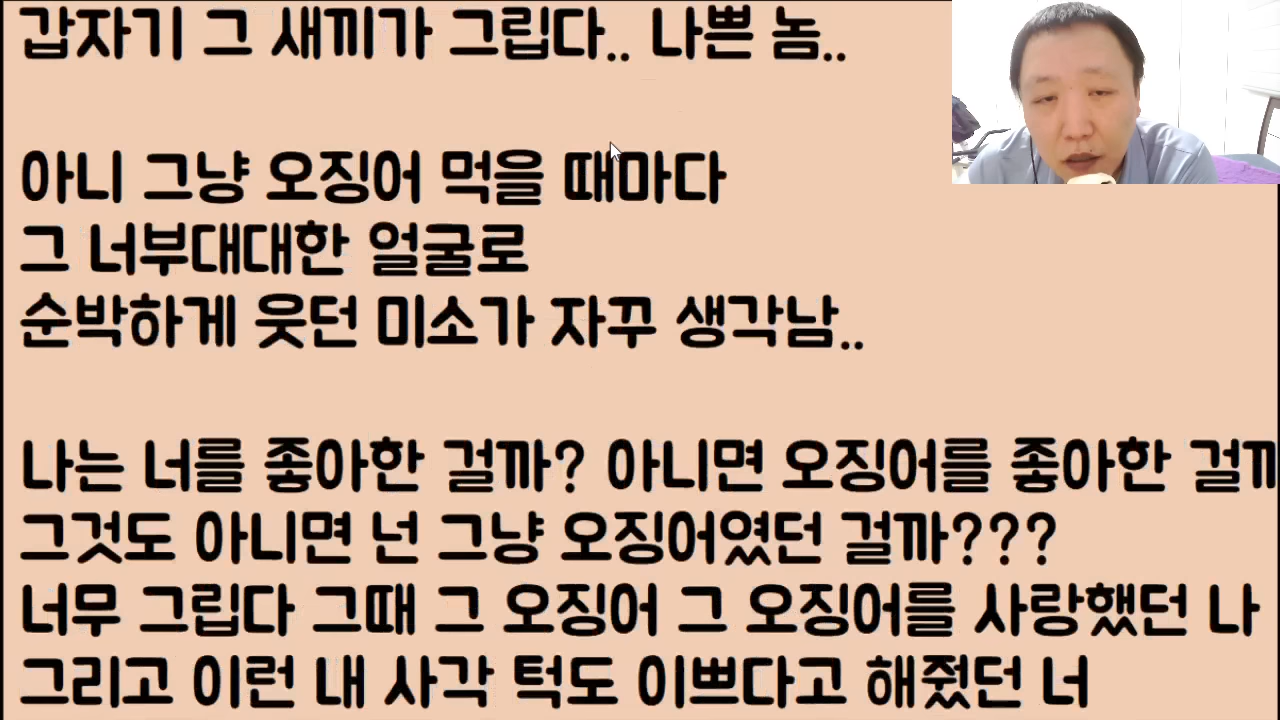 갑자기 그 새끼가 그립다.. 나쁜 놈..
아니 그냥 오징어 먹을 때마다
그 너부대대한 얼굴로
순박하게 웃던 미소가 자꾸 생각남..
나는 너를 좋아한 걸까? 아니면 오징어를 좋아한 걸까
그것도 아니면 넌 그냥 오징어였던 걸까???
너무 그립다 그때 그 오징어 그 오징어를 사랑했던 나
그리고 이런 내 사각 턱도 이쁘다고 해줬던 너